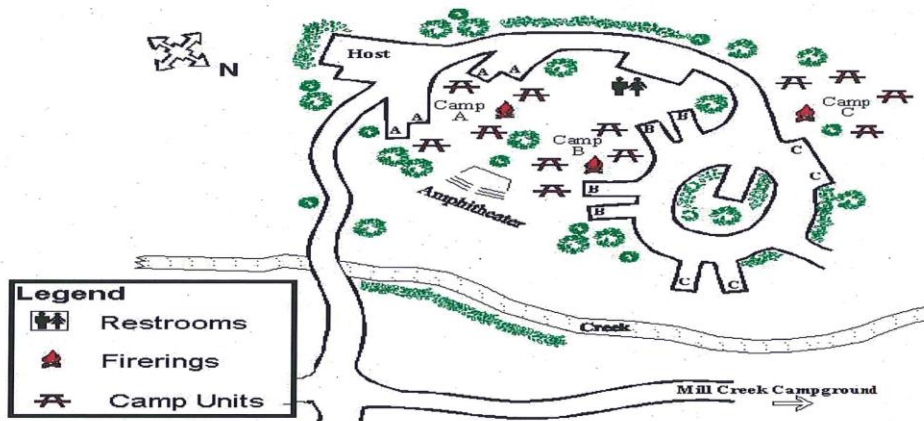 Host
N
A A
Camp
A
A A
Camp
C
B B
Camp
B
C
B
C
B
Amphitheater
C C
Creek
Legend
Restrooms
Firerings
Camp Units
Mill Creek Campground